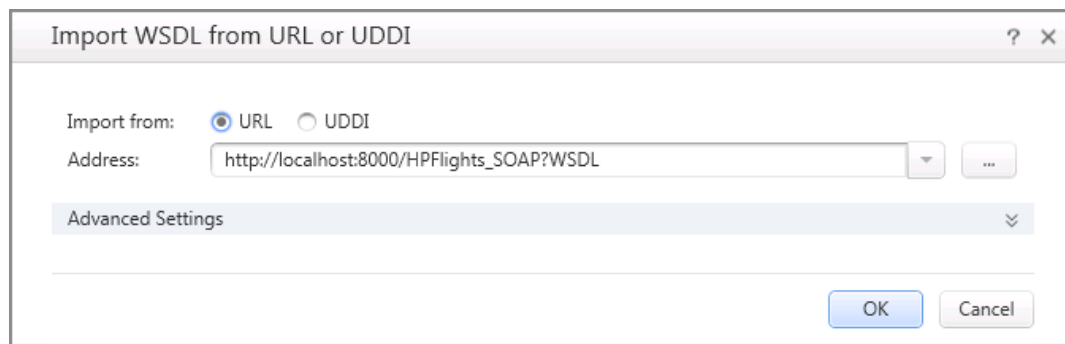 Import WSDL from URL or UDDI ?
Import from: URL UDDI
Address: http://localhost:8000/HPFlights_SOAP?WSDL ...
Advanced Settings
OK Cancel